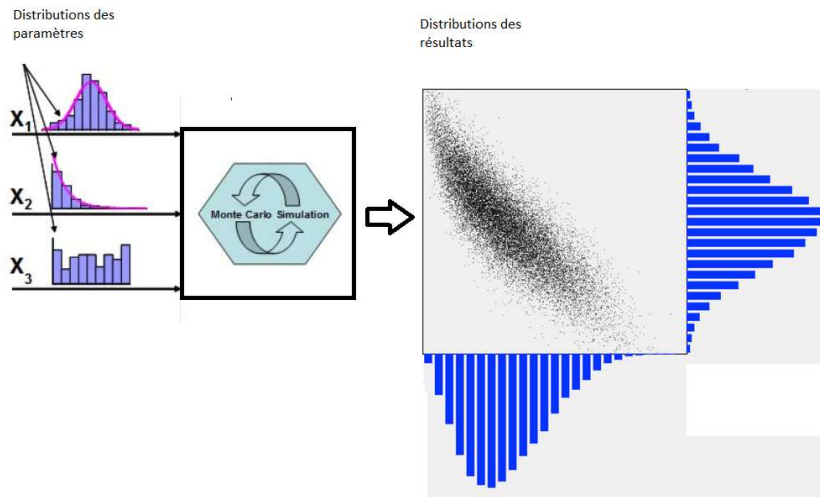 Distributions des
paramètres
Distributions des
résultats
X1
X2
X3
Monte Carlo Simulation